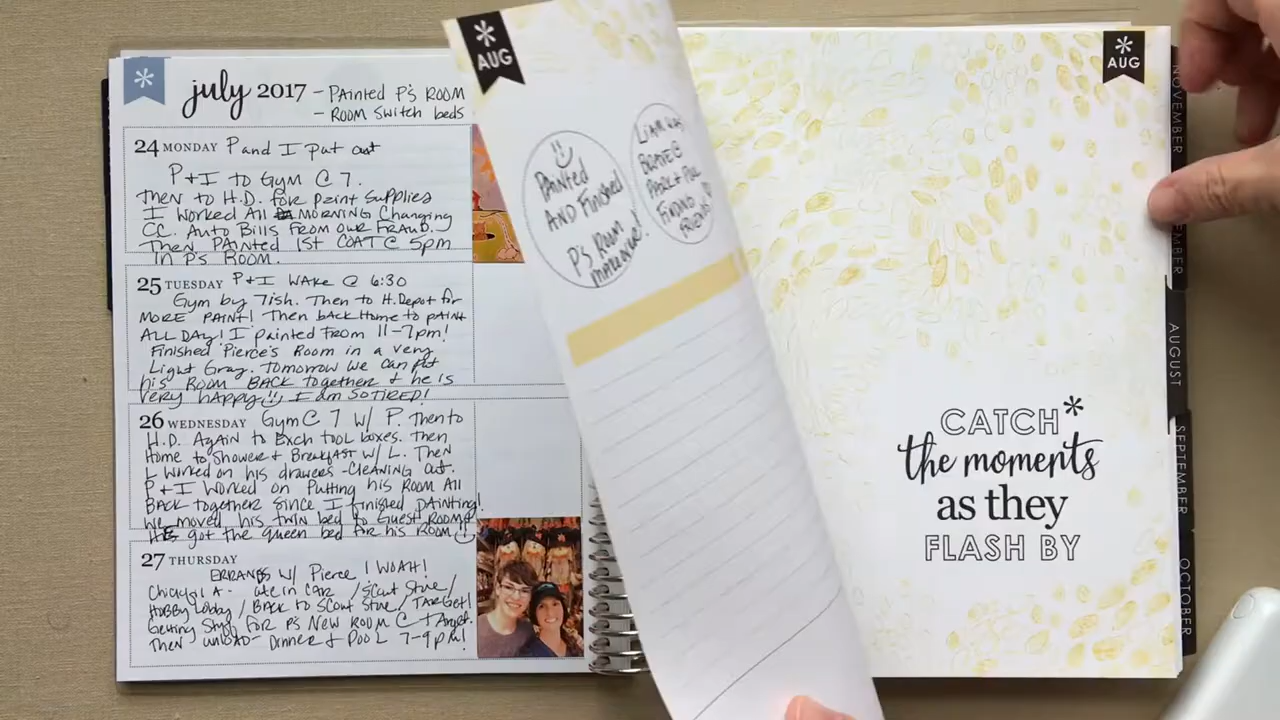 july 2017
- PAINTED P'S ROOM
- ROOM SWITCH beds
24 MONDAY P and I put out
P + I to Gym @ 7.
then to H.D. for paint supplies
I worked All MORNING Changing
CC. Auto Bills From our FRAUD.
Then PAINTED 1ST COAT @ 5pm
IN P's ROOM.
25 TUESDAY P + I WAKE @ 6:30
Gym by 7ish. Then to H. Depot for
MORE PAINT! Then back Home to paint
ALL DAY! I painted from 11-7pm!
Finished Pierce's Room in a very
Light Gray. Tomorrow we can put
his Room BACK together + he is
very happy!! I am SO TIRED!
26 WEDNESDAY Gym @ 7 w/ P. Then to
H.D. Again to Exch tool boxes. Then
Home to Shower + Breakfast w/ L. Then
L worked on his drawers - CLEANING out.
P + I Worked on Putting his ROOM All
BACK together since I finished PAINTING!
We moved his TWIN bed to Guest Room &
got the queen bed for his ROOM
27 THURSDAY
w/ Pierce! WOAH!
ate in CAR / Scout Store /
Hobby Lobby / BACK to Scout Store / TARGET!
Getting Stuff FOR P'S NEW ROOM @
Then UNLOAD - Dinner + POOL 7-9pm!
* AUG
PAINTED
AND Finished
P's Room
MAKEOVER!
LIAM WAS
PARK + POOL
FINDING
FRIENDS
* AUG
CATCH*
the moments
as they
FLASH BY
NOVEMBER
AUGUST
SEPTEMBER
OCTOBER